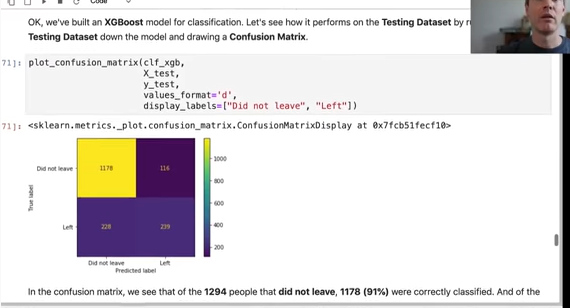 Code
OK, we've built an XGBoost model for classification. Let's see how it performs on the Testing Dataset by
Testing Dataset down the model and drawing a Confusion Matrix.
71]: plot_confusion_matrix(clf_xgb,
X_test,
y_test,
values_format='d',
display_labels=["Did not leave", "Left"])
71]: <sklearn.metrics._plot.confusion_matrix.ConfusionMatrixDisplay at 0x7fcb51fecf10>
Did not leave 1178 116 1000
800
True label
600
Left 228 239 400
200
Did not leave Left
Predicted label
In the confusion matrix, we see that of the 1294 people that did not leave, 1178 (91%) were correctly classified. And of the